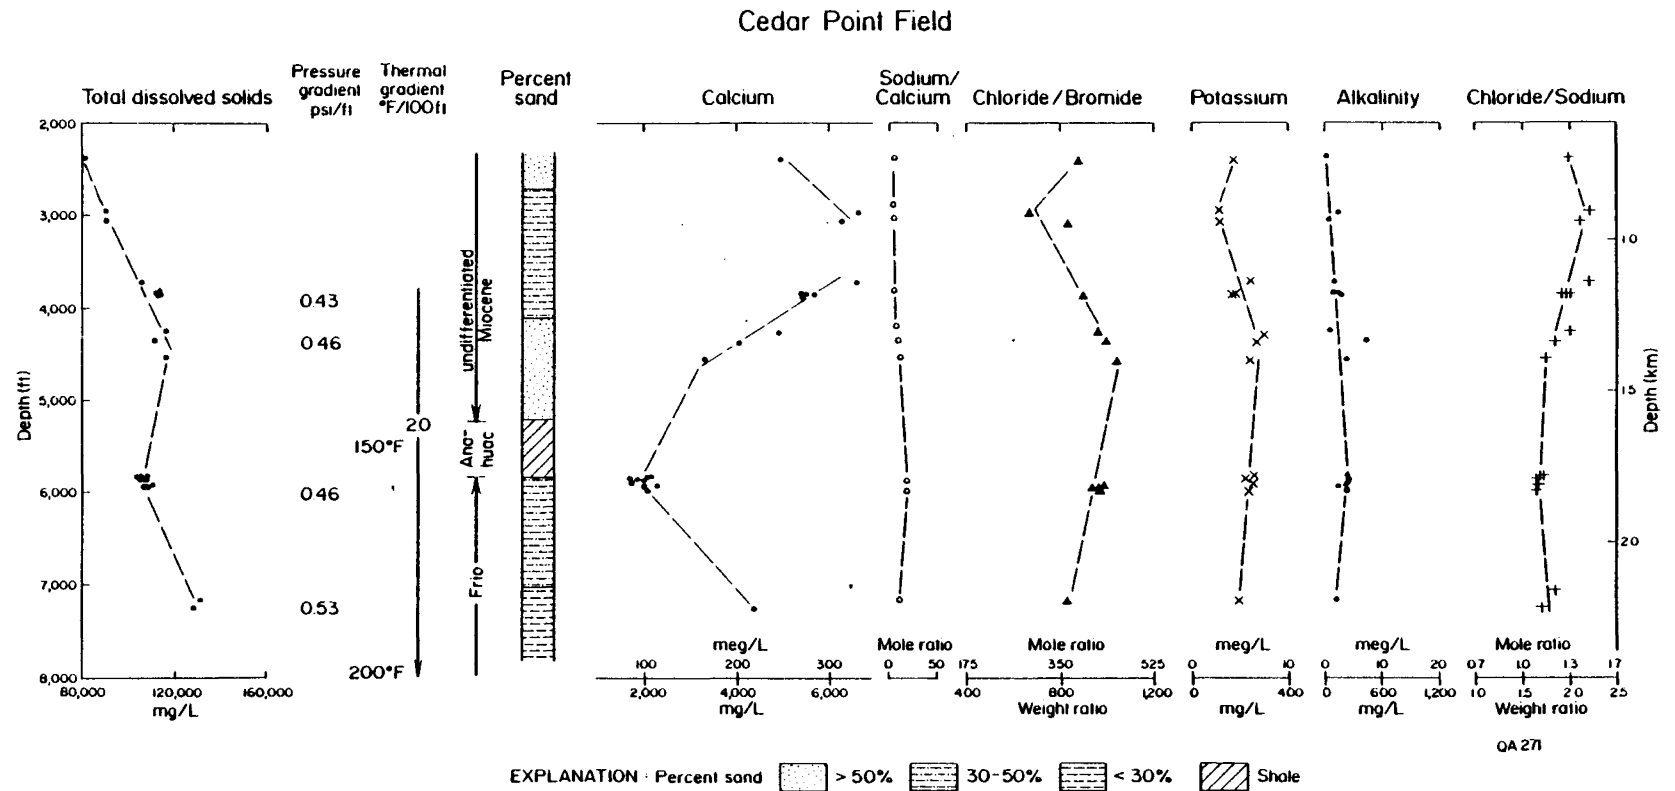 Cedar Point Field
Total dissolved solids
Pressure
gradient
psi/ft
Thermal
gradient
°F/100ft
Percent
sand
Calcium
Sodium/
Calcium
Chloride/Bromide
Potassium
Alkalinity
Chloride/Sodium
2,000
3,000
4,000
5,000
6,000
7,000
8,000
Depth (ft)
80,000 120,000 160,000
mg/L
0.43
0.46
0.46
0.53
2.0
150°F
200°F
undifferentiated
Miocene
Ana-
huac
Frio
meg/L
100 200 300
2,000 4,000 6,000
mg/L
Mole ratio
0 50
Mole ratio
175 350 525
400 800 1,200
Weight ratio
meg/L
0 10
0 400
mg/L
meg/L
0 10 20
0 600 1,200
mg/L
Mole ratio
0.7 1.0 1.3 1.7
1.0 1.5 2.0 2.5
Weight ratio
1.0
1.5
2.0
Depth (km)
QA 271
EXPLANATION : Percent sand > 50% 30-50% < 30% Shale